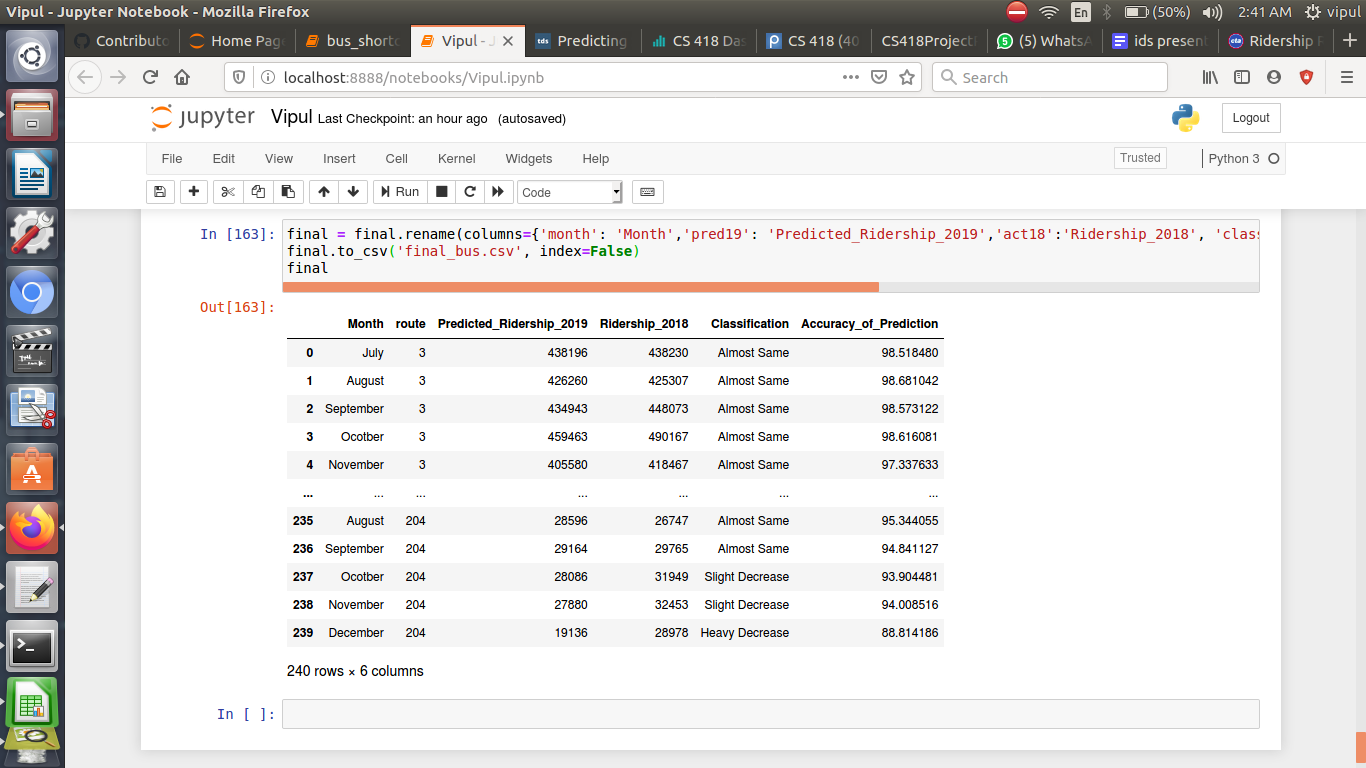 Vipul - Jupyter Notebook - Mozilla Firefox En (50%) 2:41 AM vipul
Contributo Home Page bus_shortc Vipul - J Predicting CS 418 Das CS 418 (40 CS418Project (5) WhatsA ids present Ridership P
localhost:8888/notebooks/Vipul.ipynb Search
jupyter Vipul Last Checkpoint: an hour ago (autosaved) Logout
File Edit View Insert Cell Kernel Widgets Help Trusted Python 3
Run Code
In [163]: final = final.rename(columns={'month': 'Month','pred19': 'Predicted_Ridership_2019','act18':'Ridership_2018', 'clas
final.to_csv('final_bus.csv', index=False)
final
Out[163]:
Month route Predicted_Ridership_2019 Ridership_2018 Classification Accuracy_of_Prediction
0 July 3 438196 438230 Almost Same 98.518480
1 August 3 426260 425307 Almost Same 98.681042
2 September 3 434943 448073 Almost Same 98.573122
3 Ocotber 3 459463 490167 Almost Same 98.616081
4 November 3 405580 418467 Almost Same 97.337633
... ... ... ... ... ... ...
235 August 204 28596 26747 Almost Same 95.344055
236 September 204 29164 29765 Almost Same 94.841127
237 Ocotber 204 28086 31949 Slight Decrease 93.904481
238 November 204 27880 32453 Slight Decrease 94.008516
239 December 204 19136 28978 Heavy Decrease 88.814186
240 rows × 6 columns
In [ ]: